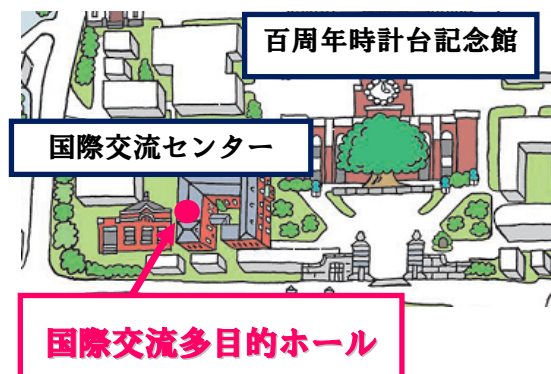 百周年時計台記念館
国際交流センター
国際交流多目的ホール